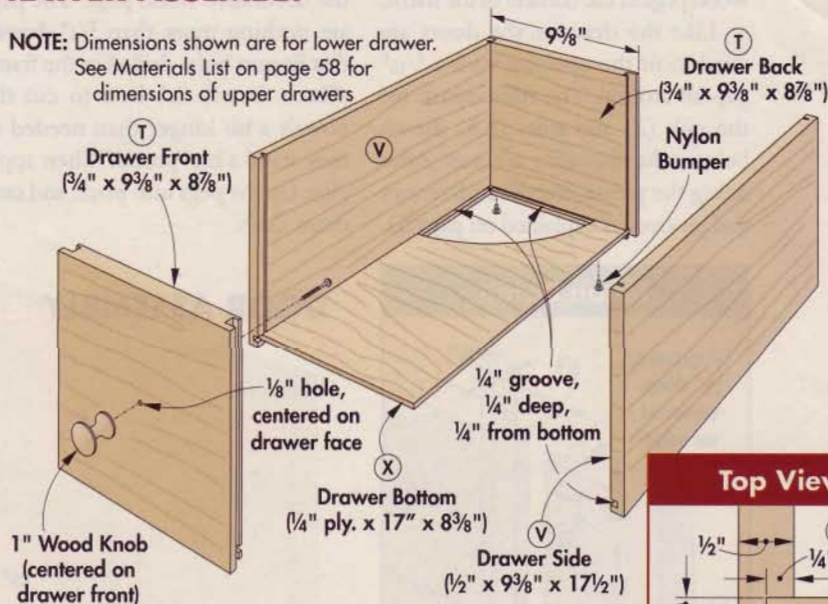 NOTE: Dimensions shown are for lower drawer.
See Materials List on page 58 for
dimensions of upper drawers
9⅜"
T
Drawer Back
(¾" x 9⅜" x 8⅞")
T
Drawer Front
(¾" x 9⅜" x 8⅞")
V
Nylon
Bumper
⅛" hole,
centered on
drawer face
¼" groove,
¼" deep,
¼" from bottom
X
Drawer Bottom
(¼" ply. x 17" x 8⅜")
1" Wood Knob
(centered on
drawer front)
V
Drawer Side
(½" x 9⅜" x 17½")
Top Vie
½"